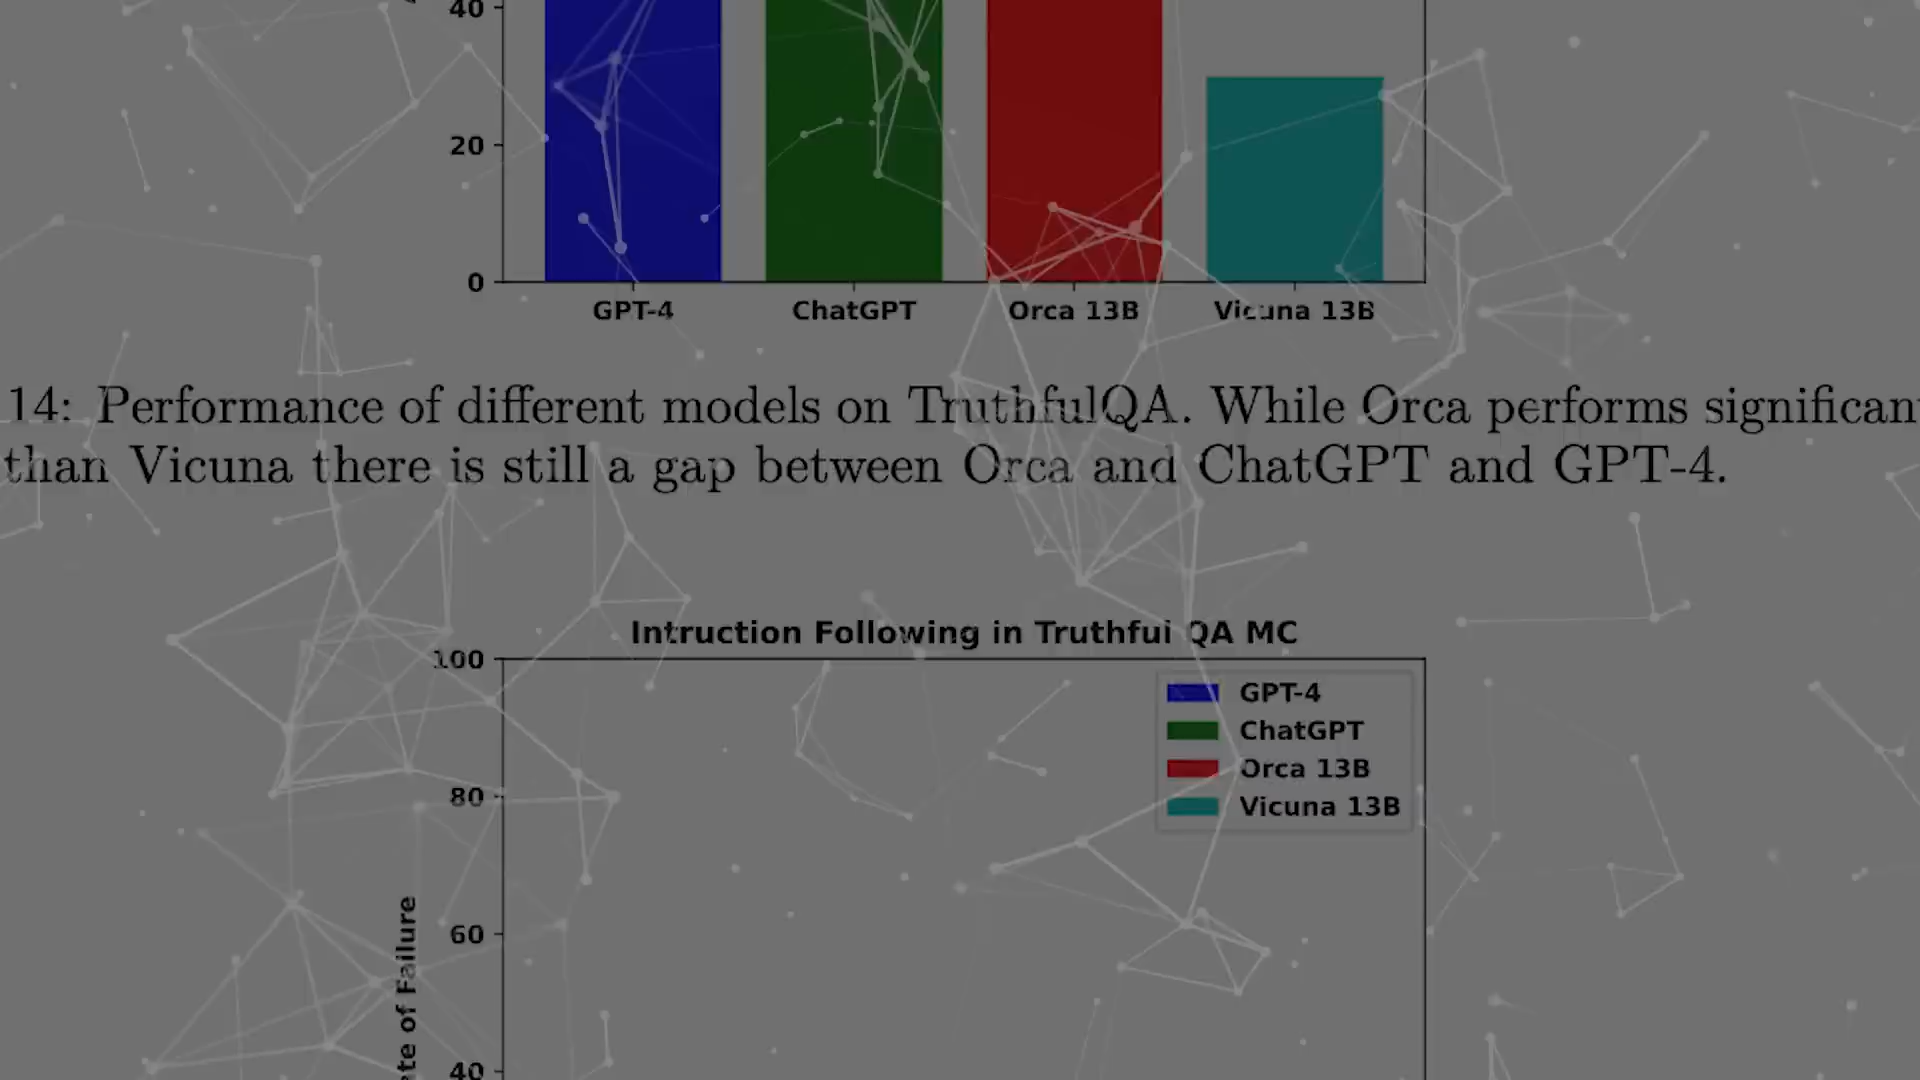 40
20
0
GPT-4 ChatGPT Orca 13B Vicuna 13B
14: Performance of different models on TruthfulQA. While Orca performs
than Vicuna there is still a gap between Orca and ChatGPT and GPT-4.
Intruction Following in Truthful QA MC
100
GPT-4
ChatGPT
Orca 13B
Vicuna 13B
80
60
of Failure
40